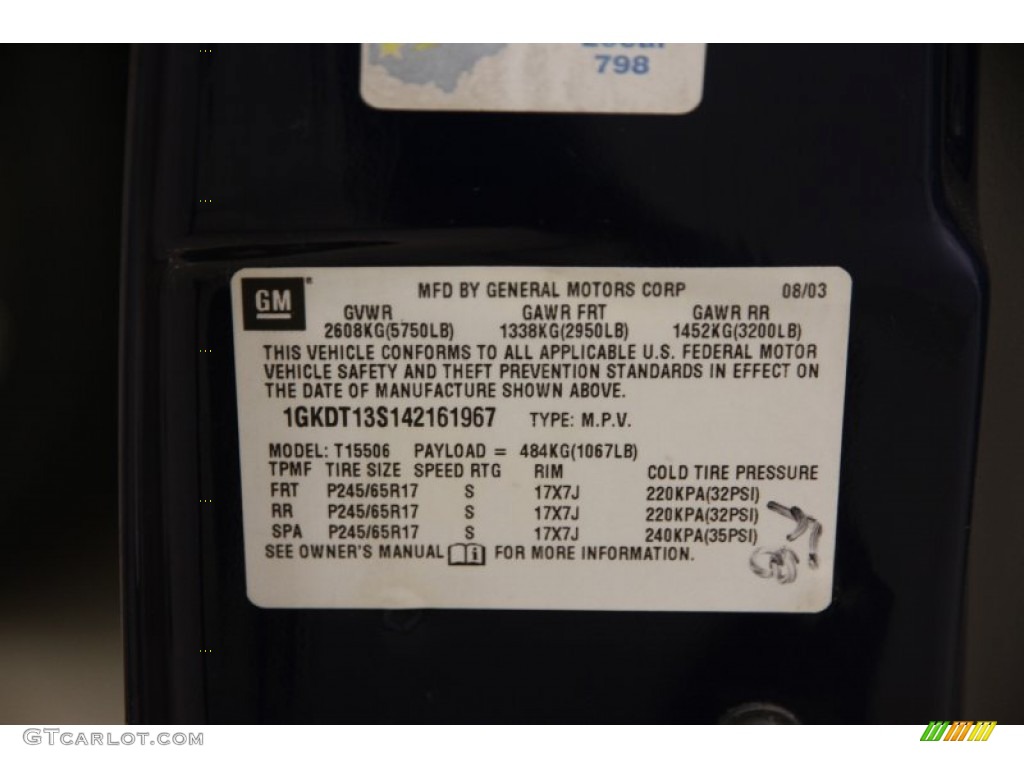 798
GM MFD BY GENERAL MOTORS CORP 08/03
GVWR GAWR FRT GAWR RR
2608KG(5750LB) 1338KG(2950LB) 1452KG(3200LB)
THIS VEHICLE CONFORMS TO ALL APPLICABLE U.S. FEDERAL MOTOR
VEHICLE SAFETY AND THEFT PREVENTION STANDARDS IN EFFECT ON
THE DATE OF MANUFACTURE SHOWN ABOVE.
1GKDT13S142161967 TYPE: M.P.V.
MODEL: T15506 PAYLOAD = 484KG(1067LB)
TPMF TIRE SIZE SPEED RTG RIM COLD TIRE PRESSURE
FRT P245/65R17 S 17X7J 220KPA(32PSI)
RR P245/65R17 S 17X7J 220KPA(32PSI)
SPA P245/65R17 S 17X7J 240KPA(35PSI)
SEE OWNER'S MANUAL FOR MORE INFORMATION.
GTCARLOT.COM